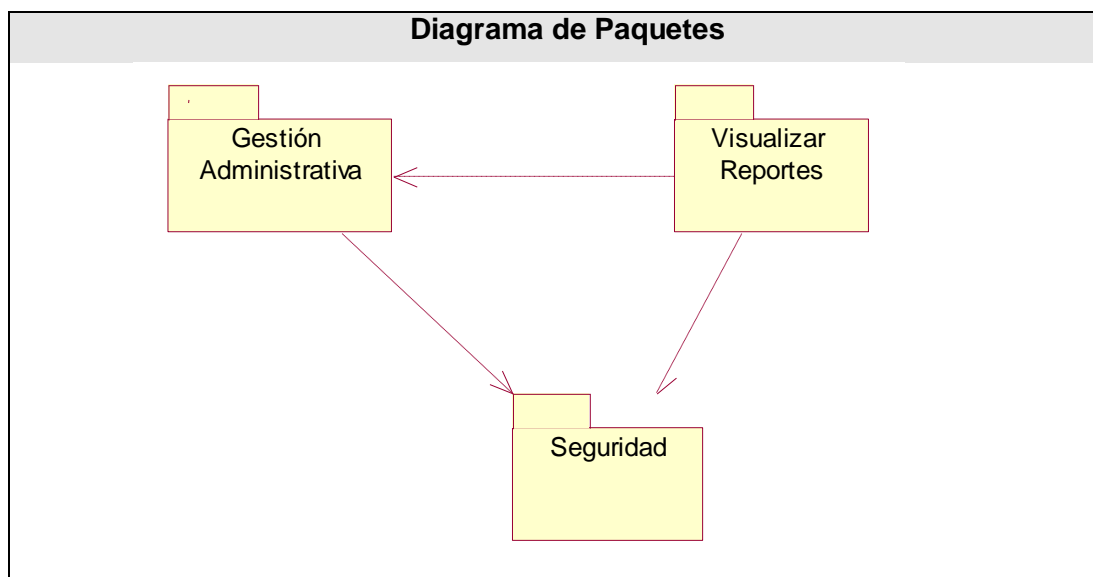 Diagrama de Paquetes
Gestión
Administrativa
Visualizar
Reportes
Seguridad